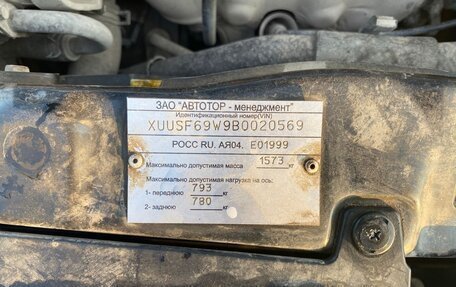 ЗАО "АВТОТОР - менеджмент"
Идентификационный номер(VIN)
XUUSF69W9B0020569
РОСС RU. АЯ04. E01999
Максимально допустимая масса 1573 кг
Максимально допустимая нагрузка на ось:
1- переднюю 793 кг
2- заднюю 780 кг